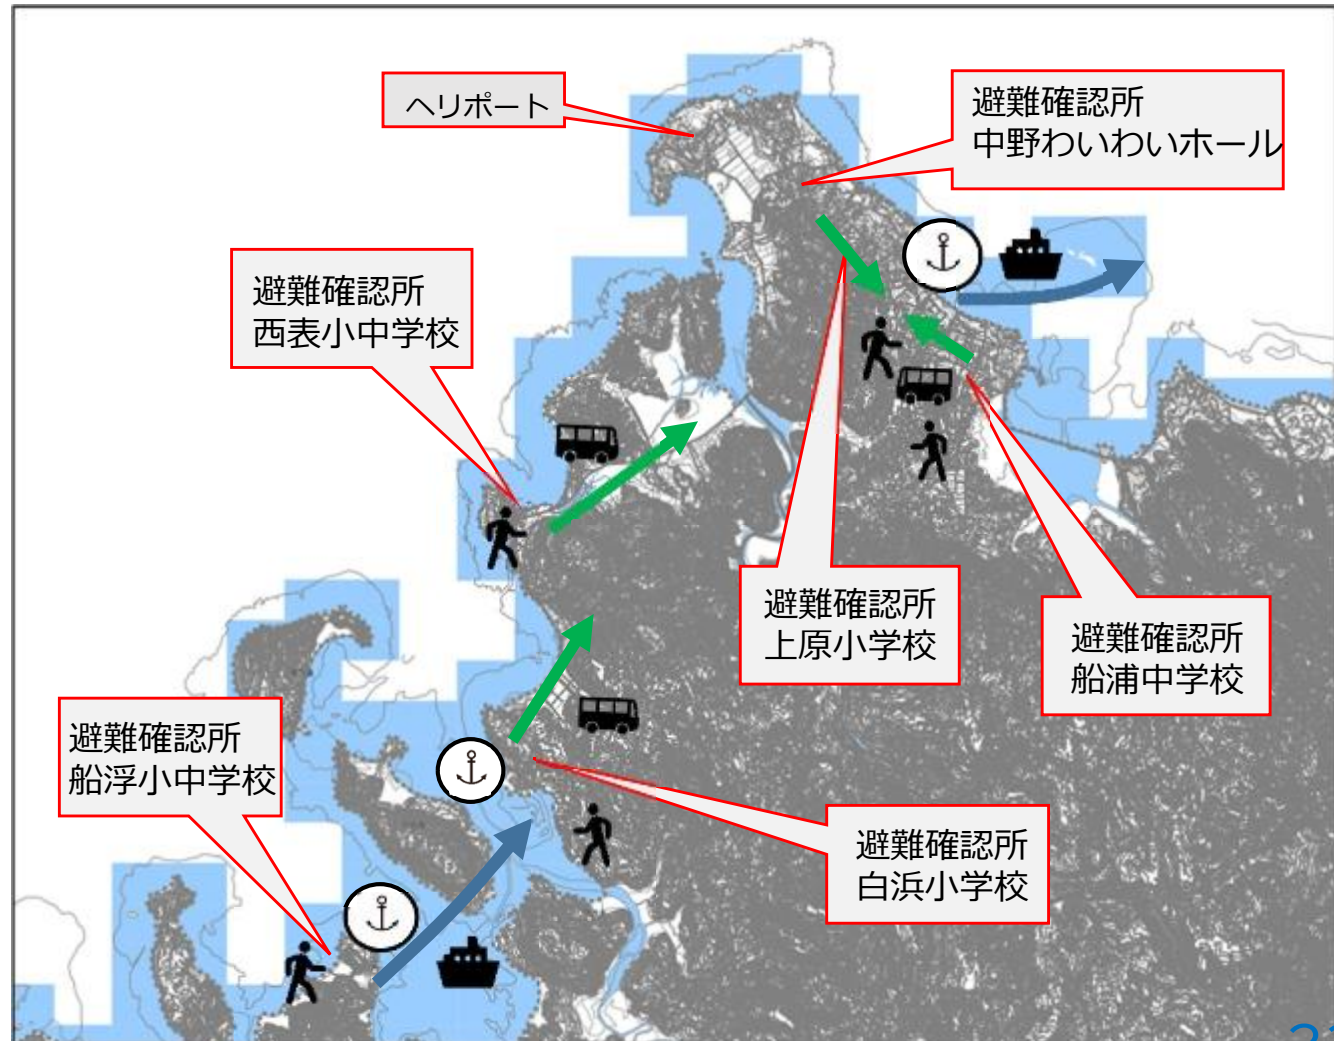 ヘリポート
避難確認所
中野わいわいホール
避難確認所
西表小中学校
避難確認所
上原小学校
避難確認所
船浦中学校
避難確認所
船浮小中学校
避難確認所
白浜小学校